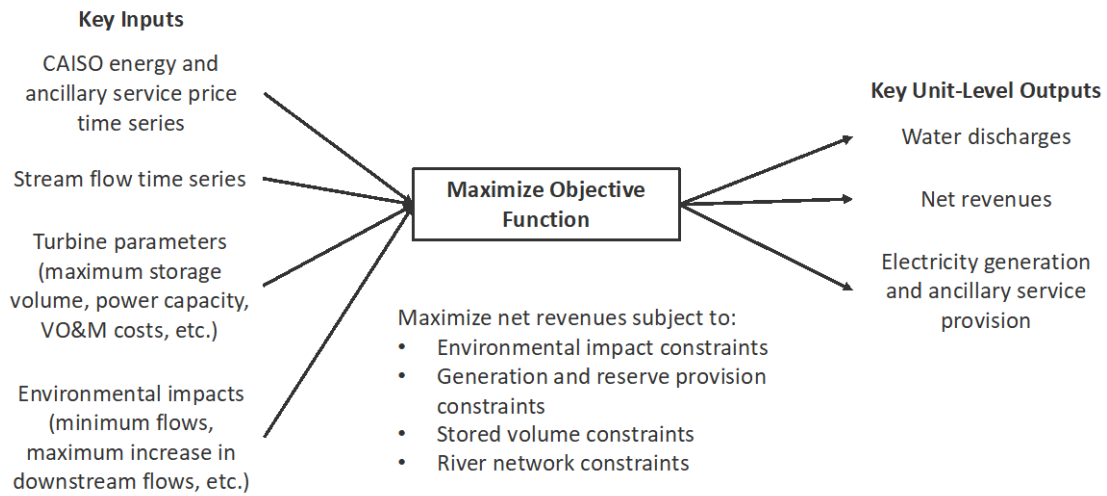 Key Inputs
CAISO energy and
ancillary service price
time series
Stream flow time series
Turbine parameters
(maximum storage
volume, power capacity,
VO&M costs, etc.)
Environmental impacts
(minimum flows,
maximum increase in
downstream flows, etc.)
Maximize Objective
Function
Maximize net revenues subject to:
• Environmental impact constraints
• Generation and reserve provision
constraints
• Stored volume constraints
• River network constraints
Key Unit-Level Outputs
Water discharges
Net revenues
Electricity generation
and ancillary service
provision